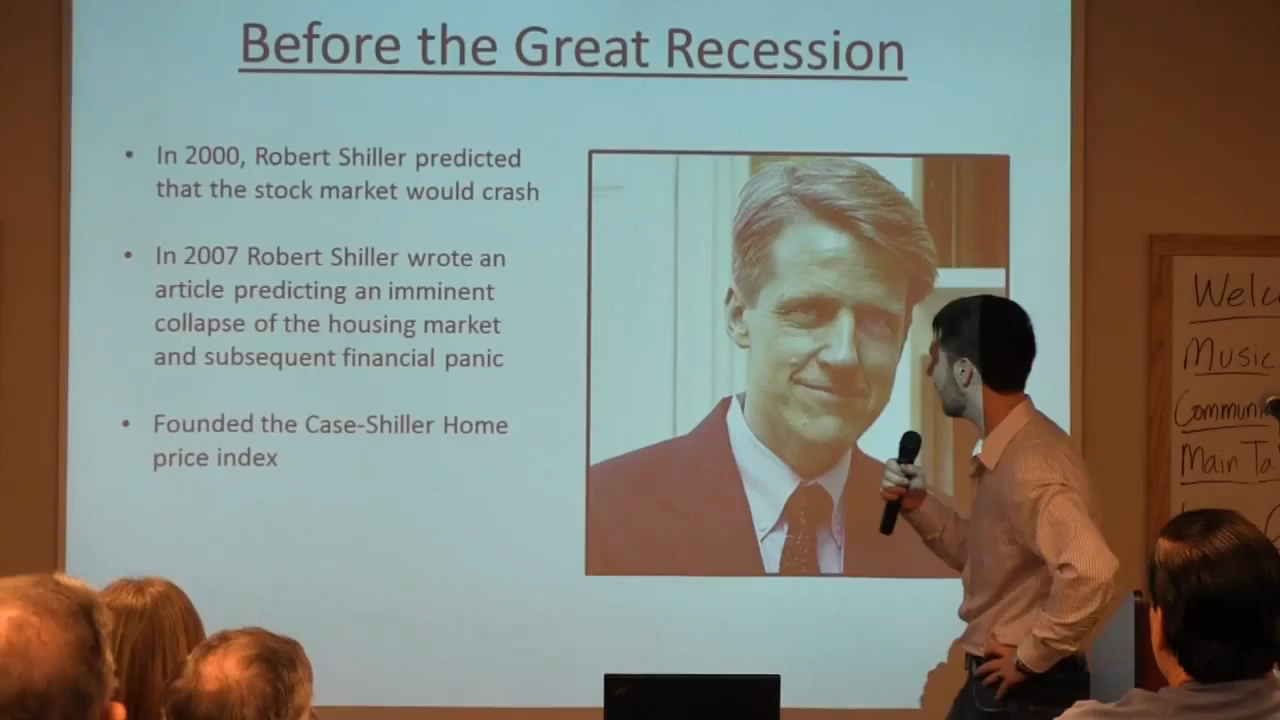 Before the Great Recession
• In 2000, Robert Shiller predicted
that the stock market would crash
• In 2007 Robert Shiller wrote an
article predicting an imminent
collapse of the housing market
and subsequent financial panic
• Founded the Case-Shiller Home
price index
Music
Main